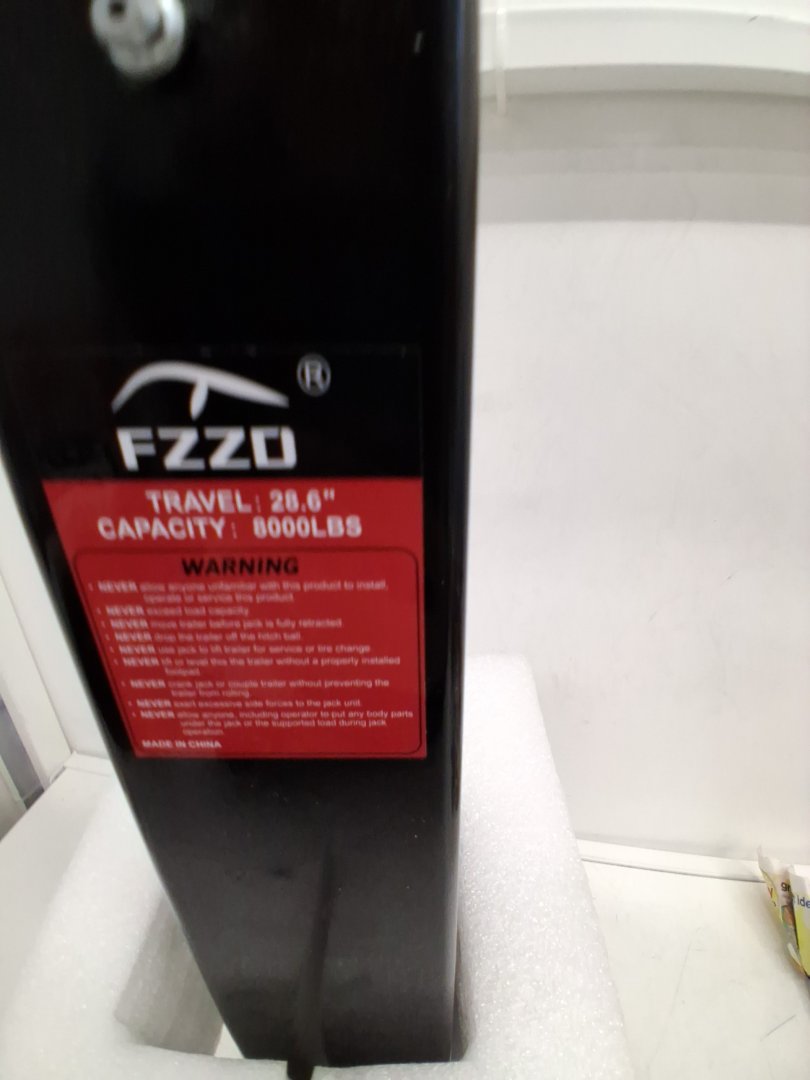 ®
FZZD
TRAVEL: 28.6"
CAPACITY: 8000LBS
WARNING
• NEVER allow anyone unfamiliar with this product to install,
operate or service this product
• NEVER exceed load capacity
• NEVER move trailer before jack is fully retracted.
• NEVER drop the trailer off the hitch ball.
• NEVER use jack to lift trailer for service or tire change
• NEVER lift or level this the trailer without a properly installed
footpad.
• NEVER crank jack or couple trailer without preventing the
trailer from rolling.
• NEVER exert excessive side forces to the jack unit.
• NEVER allow anyone, including operator to put any body parts
under the jack or the supported load during jack
operation.
MADE IN CHINA